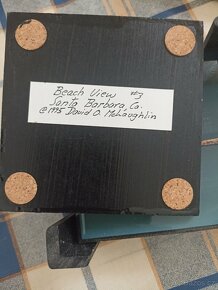 Beach View #3
Santa Barbara, Ca.
© 1995 David O. McLaughlin